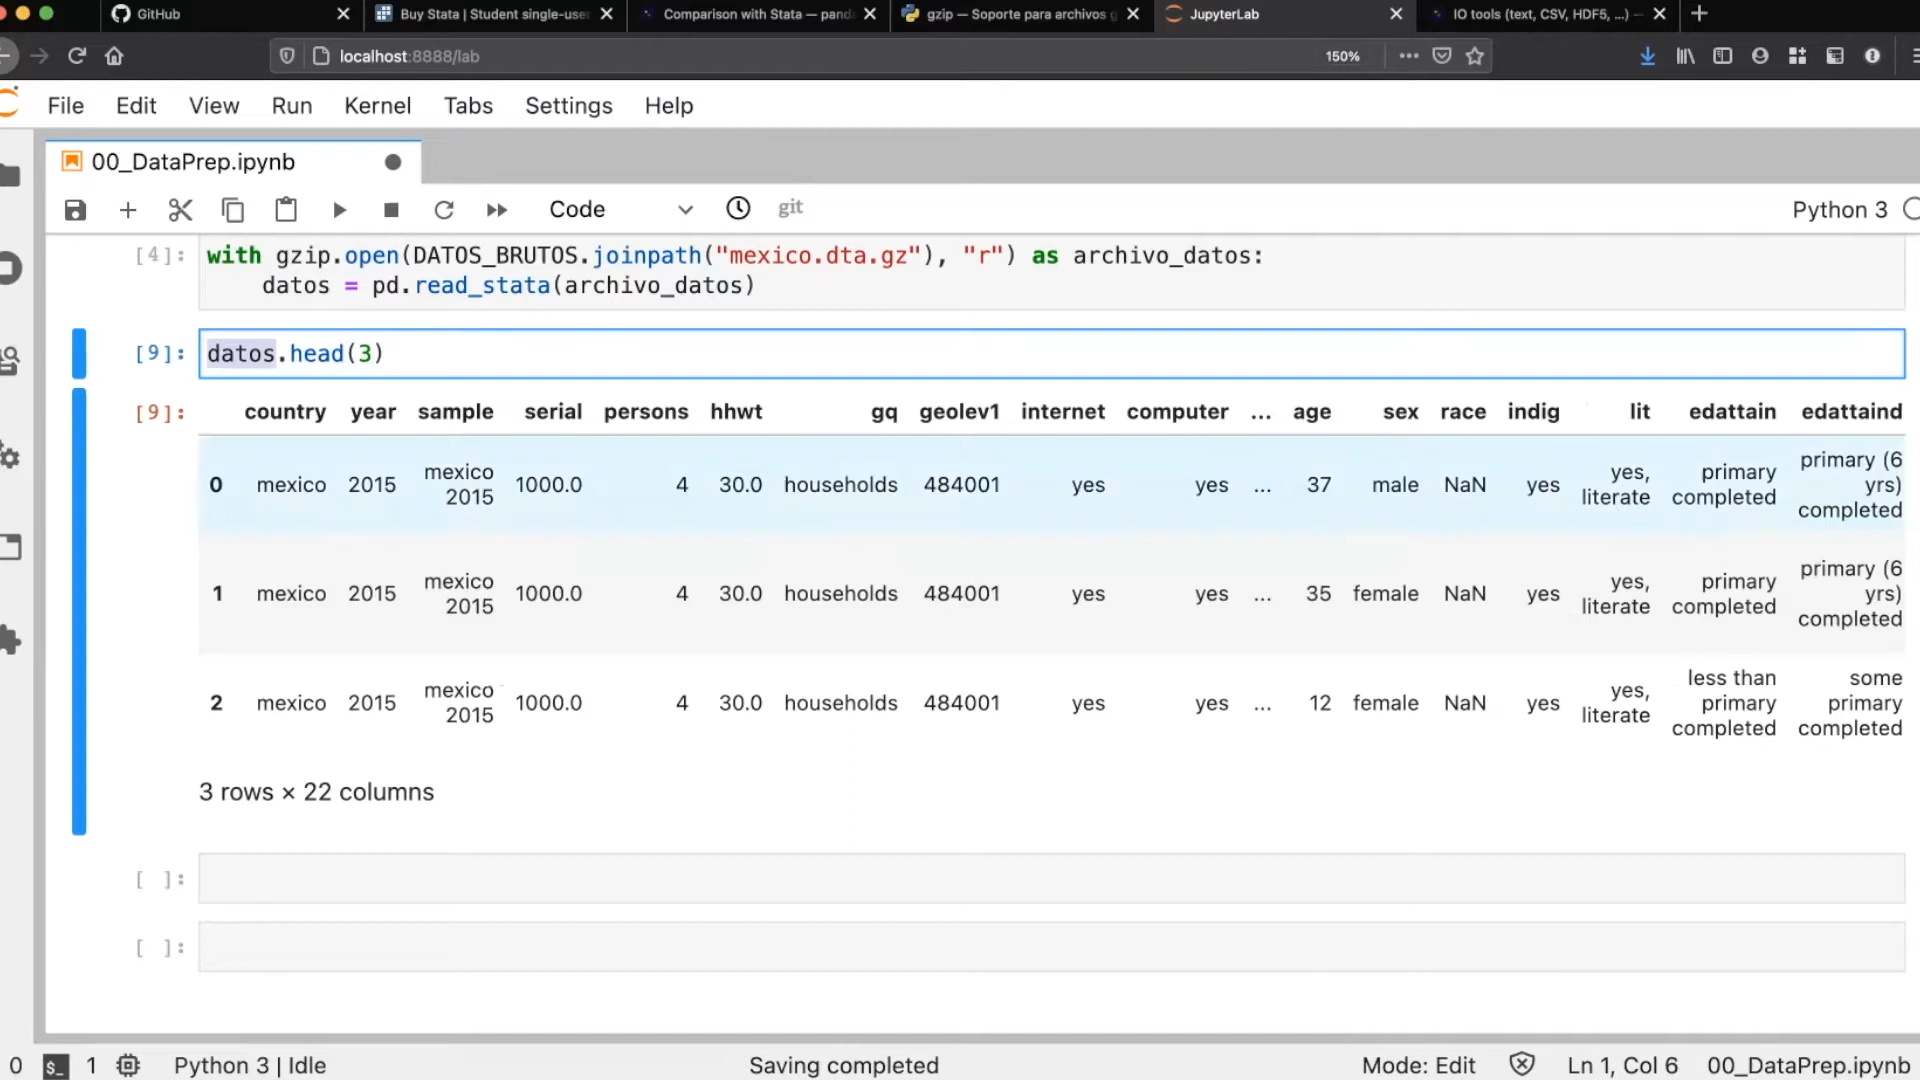 GitHub
Buy Stata | Student single-use
Comparison with Stata — pand
gzip — Soporte para archivos g
JupyterLab
IO tools (text, CSV, HDF5, …) —
localhost:8888/lab
150%
File Edit View Run Kernel Tabs Settings Help
00_DataPrep.ipynb
Code
git
Python 3
[4]: with gzip.open(DATOS_BRUTOS.joinpath("mexico.dta.gz"), "r") as archivo_datos:
datos = pd.read_stata(archivo_datos)
[9]: datos.head(3)
[9]: country year sample serial persons hhwt gq geolev1 internet computer ... age sex race indig lit edattain edattaind
0 mexico 2015 mexico 2015 1000.0 4 30.0 households 484001 yes yes ... 37 male NaN yes yes, literate primary completed primary (6 yrs) completed
1 mexico 2015 mexico 2015 1000.0 4 30.0 households 484001 yes yes ... 35 female NaN yes yes, literate primary completed primary (6 yrs) completed
2 mexico 2015 mexico 2015 1000.0 4 30.0 households 484001 yes yes ... 12 female NaN yes yes, literate less than primary completed some primary completed
3 rows × 22 columns
[ ]:
[ ]:
0 $_ 1 Python 3 | Idle Saving completed Mode: Edit Ln 1, Col 6 00_DataPrep.ipynb